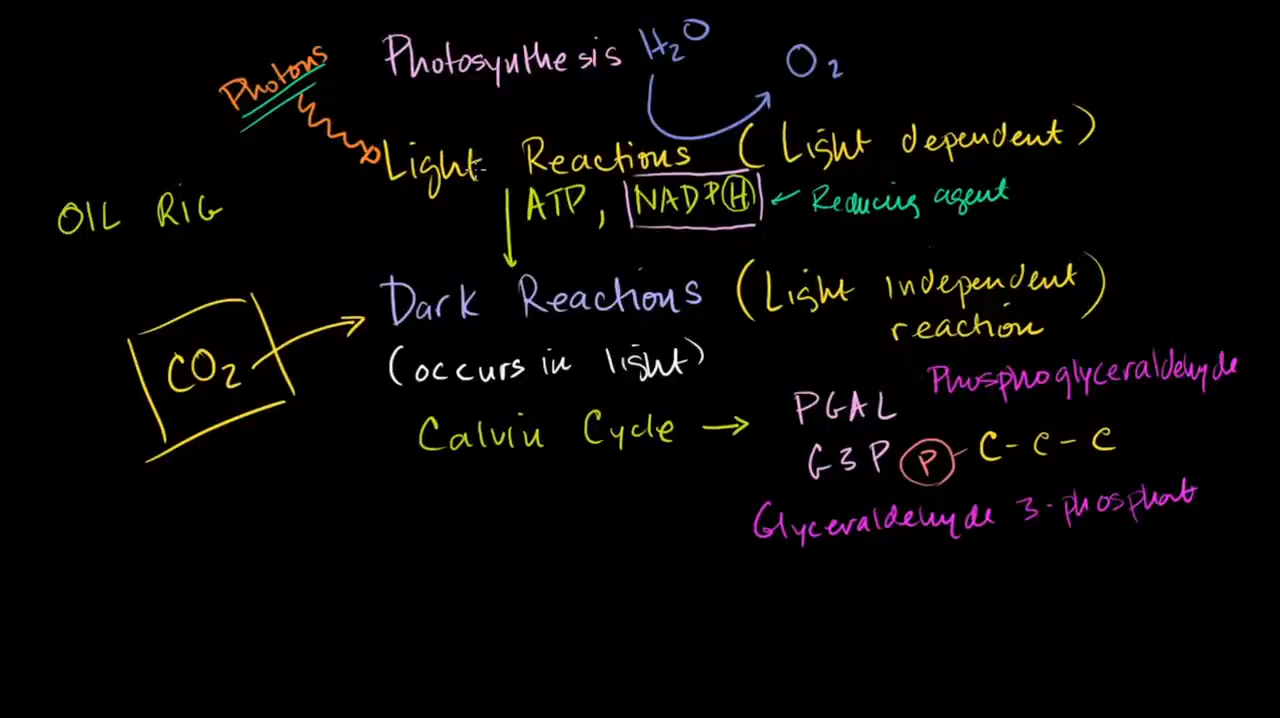 Photons
Photosynthesis H₂O O₂
Light Reactions (Light dependent)
OIL RIG
ATP, NADPH Reducing agent
Dark Reactions (Light independent)
reaction
CO₂
(occurs in light)
Phosphoglyceraldehyde
PGAL
Calvin Cycle →
G3P P-C-C-C
Glyceraldehyde 3-phosphat